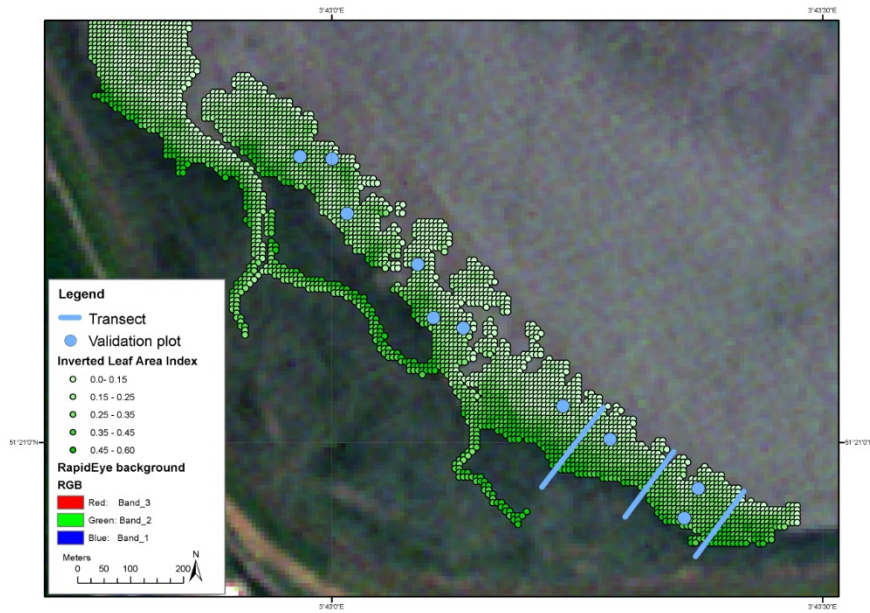 3°43'0"E
3°43'30"E
Legend
Transect
Validation plot
Inverted Leaf Area Index
0.0- 0.15
0.15 - 0.25
0.25 - 0.35
0.35 - 0.45
0.45 - 0.60
RapidEye background
RGB
Red: Band_3
Green: Band_2
Blue: Band_1
Meters
N
0 50 100 200
51°21'0"N
51°21'0"N
3°43'0"E
3°43'30"E